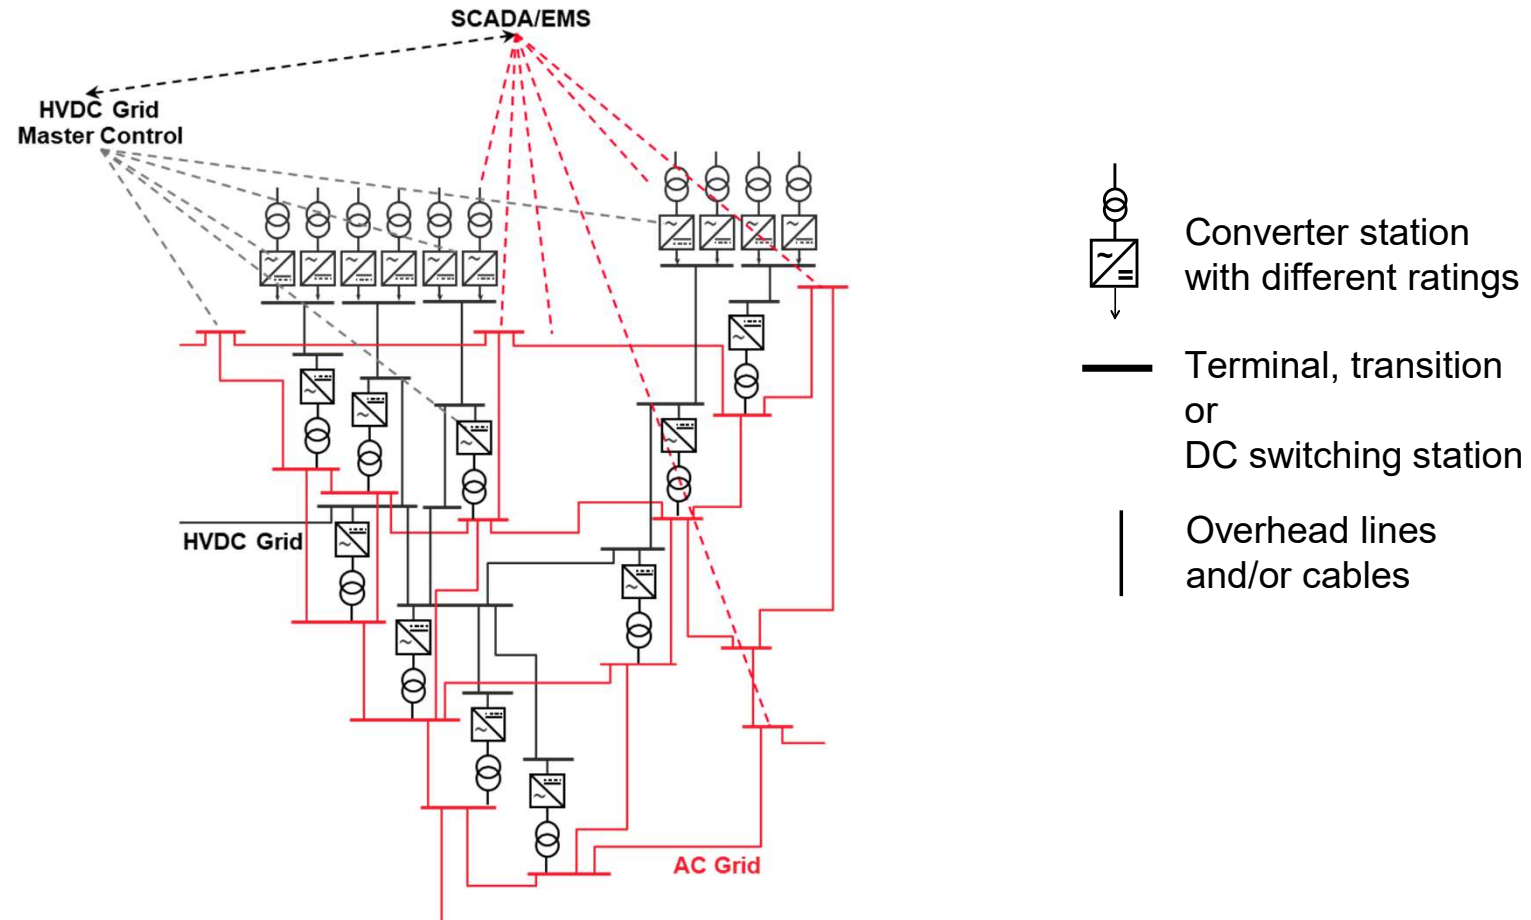 SCADA/EMS
HVDC Grid
Master Control
HVDC Grid
AC Grid
Converter station
with different ratings
Terminal, transition
or
DC switching station
Overhead lines
and/or cables